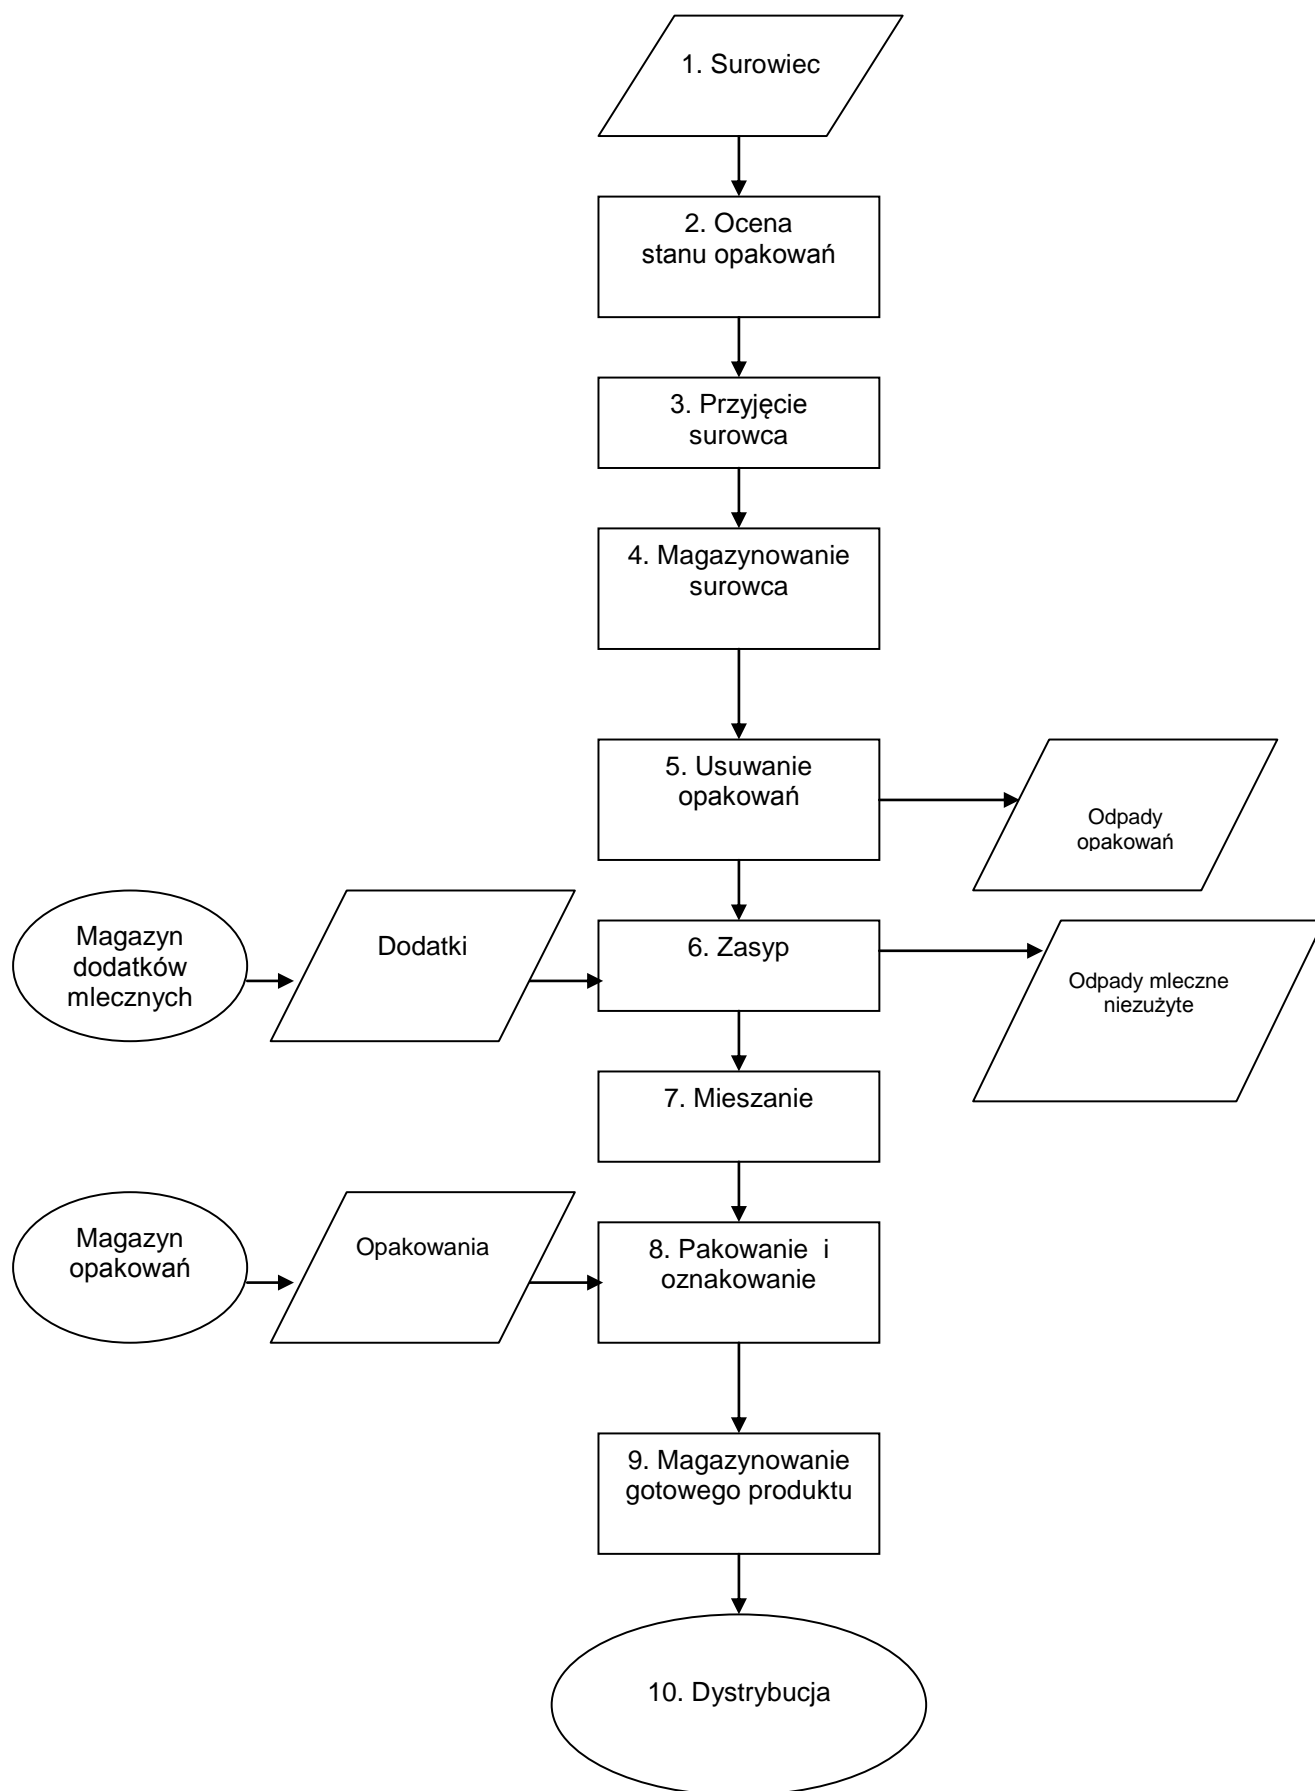 1. Surowiec
2. Ocena
stanu opakowań
3. Przyjęcie
surowca
4. Magazynowanie
surowca
5. Usuwanie
opakowań
Odpady
opakowań
Magazyn
dodatków
mlecznych
Dodatki
6. Zasyp
Odpady mleczne
niezużyte
7. Mieszanie
Magazyn
opakowań
Opakowania
8. Pakowanie  i
oznakowanie
9. Magazynowanie
gotowego produktu
10. Dystrybucja